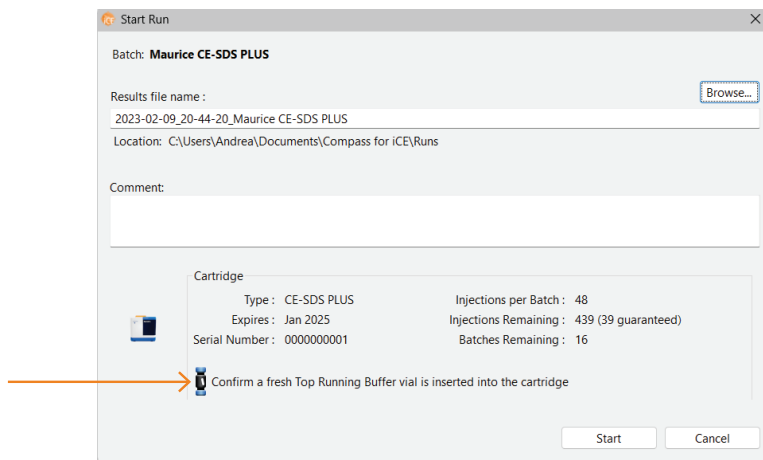 iCE Start Run
Batch: Maurice CE-SDS PLUS
Results file name :
Browse...
2023-02-09_20-44-20_Maurice CE-SDS PLUS
Location: C:\Users\Andrea\Documents\Compass for iCE\Runs
Comment:
Cartridge
Type : CE-SDS PLUS Injections per Batch : 48
Expires : Jan 2025 Injections Remaining : 439 (39 guaranteed)
Serial Number : 0000000001 Batches Remaining : 16
Confirm a fresh Top Running Buffer vial is inserted into the cartridge
Start Cancel